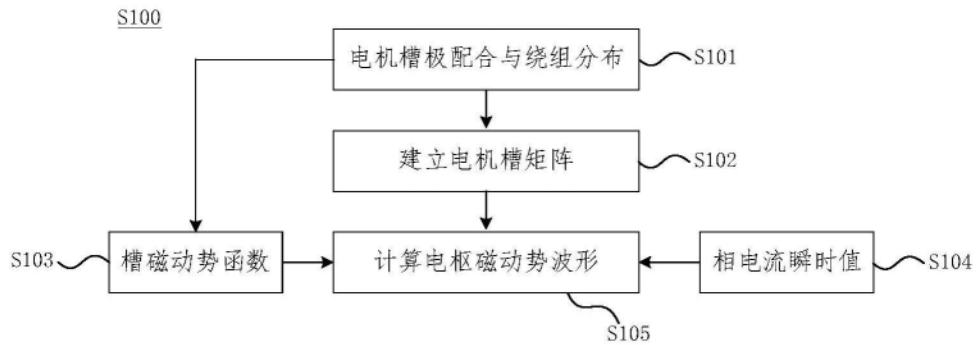 S100
电机槽极配合与绕组分布
S101
建立电机槽矩阵
S102
S103
槽磁动势函数
计算电枢磁动势波形
相电流瞬时值
S104
S105